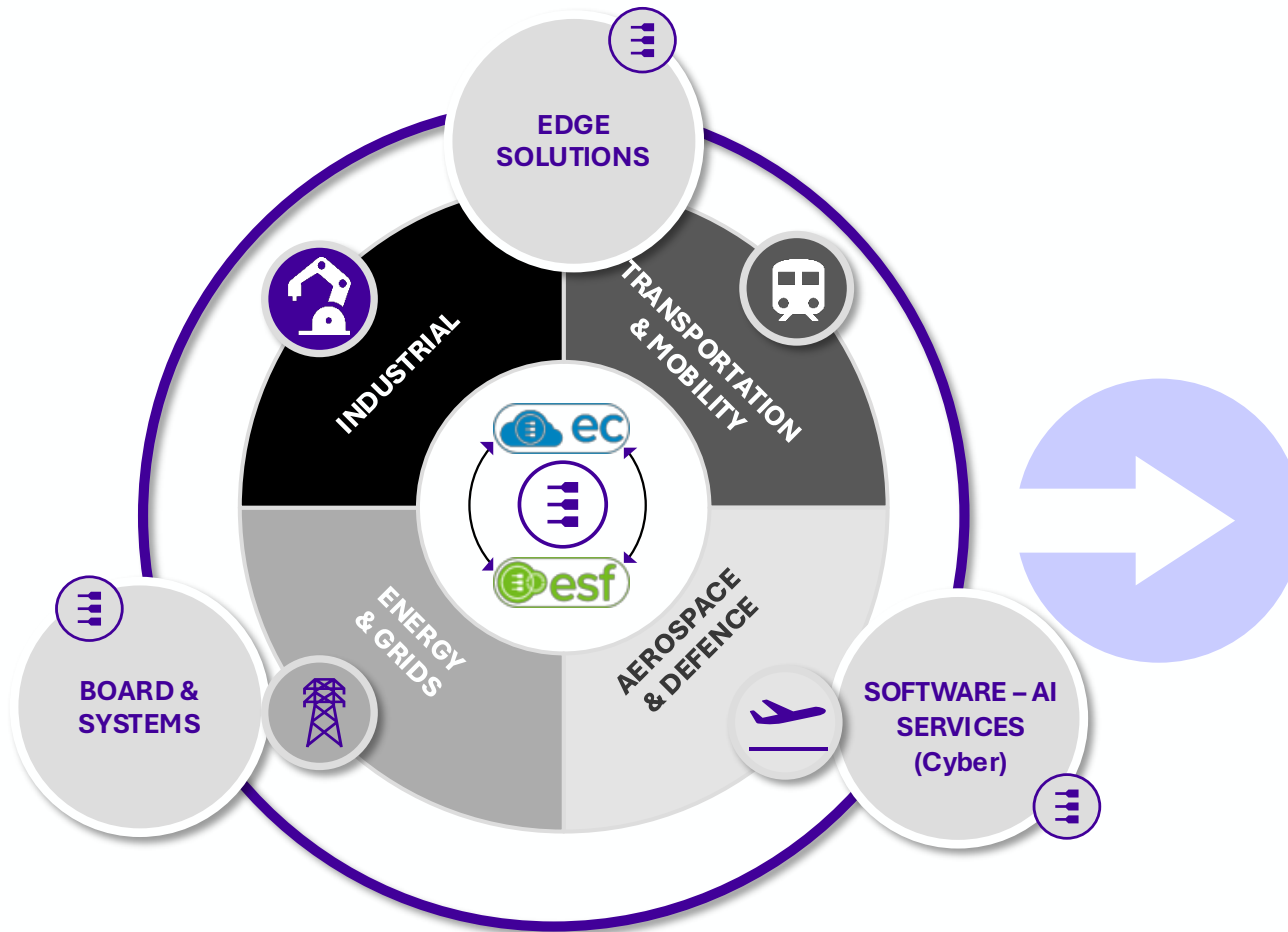 EDGE
SOLUTIONS
INDUSTRIAL
TRANSPORTATION
& MOBILITY
ec
esf
ENERGY
& GRIDS
AEROSPACE
& DEFENCE
BOARD &
SYSTEMS
SOFTWARE – AI
SERVICES
(Cyber)